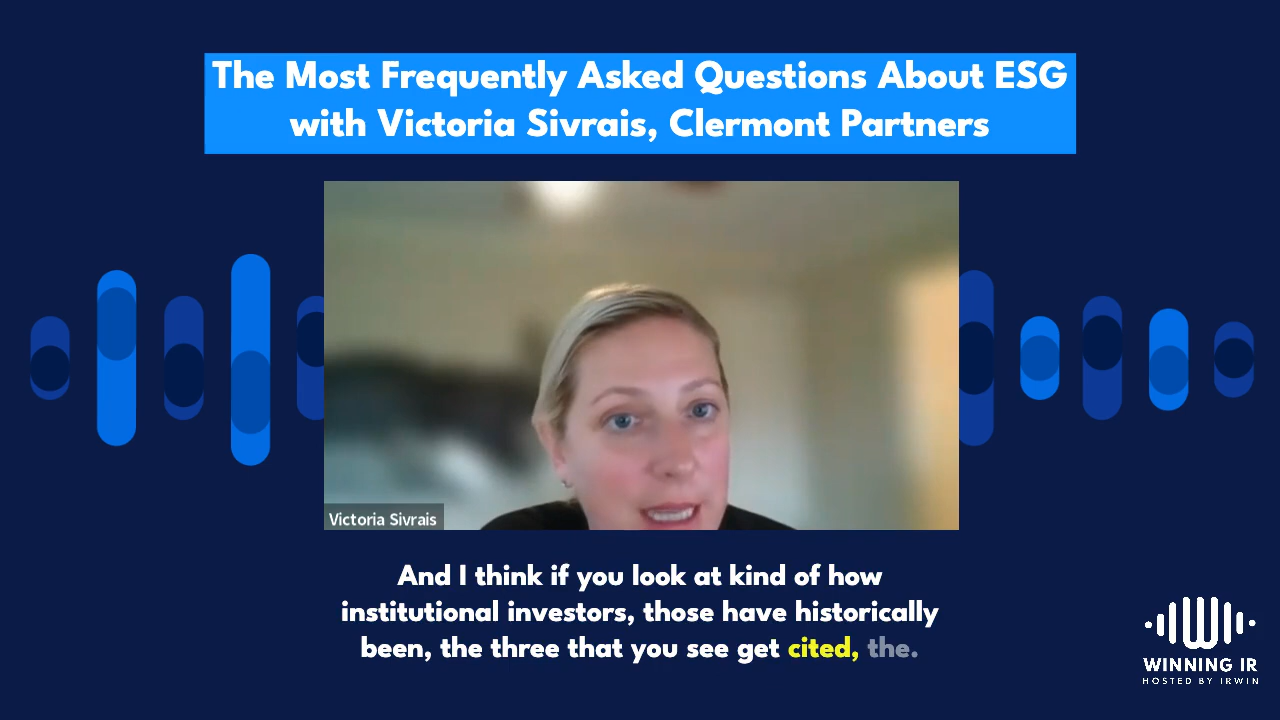 The Most Frequently Asked Questions About ESG
with Victoria Sivrais, Clermont Partners
Victoria Sivrais
And I think if you look at kind of how
institutional investors, those have historically
been, the three that you see get cited, the.
WINNING IR
HOSTED BY IRWIN